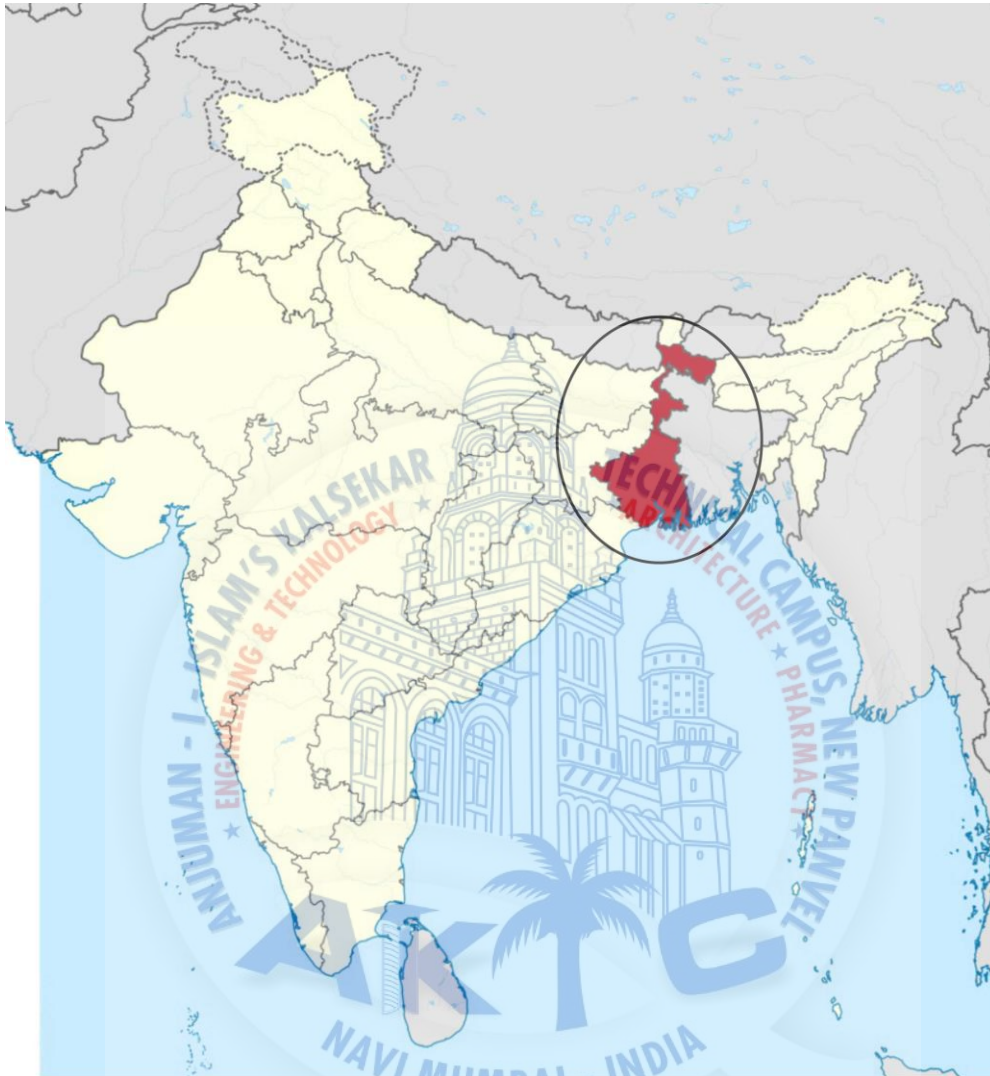 ANJUMAN - I - ISLAM'S KALSEKAR TECHNICAL CAMPUS, NEW PANVEL
ENGINEERING & TECHNOLOGY ★ ARCHITECTURE ★ PHARMACY ★
AKTC
NAVI MUMBAI - INDIA